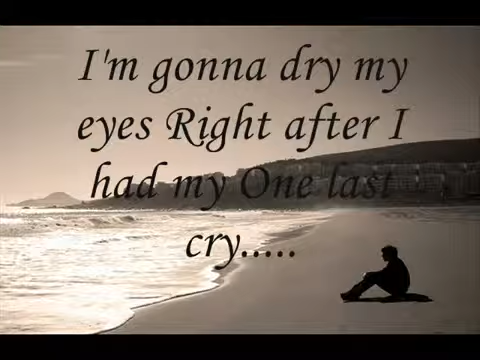 I'm gonna dry my
eyes Right after I
had my One last
cry.....